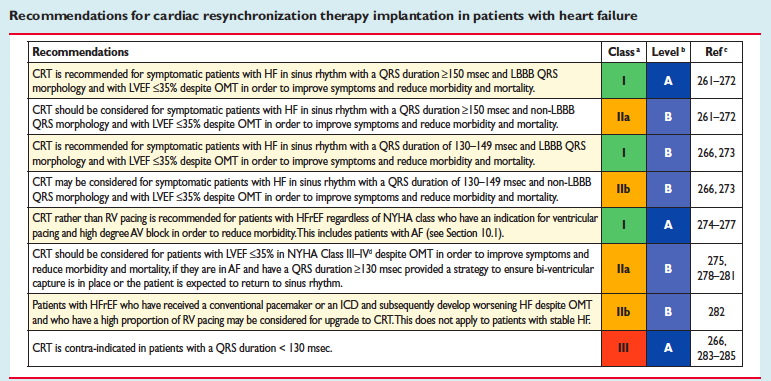 Recommendations for cardiac resynchronization therapy implantation in patients with heart failure
Recommendations Class a Level b Ref c
CRT is recommended for symptomatic patients with HF in sinus rhythm with a QRS duration ≥150 msec and LBBB QRS
morphology and with LVEF ≤35% despite OMT in order to improve symptoms and reduce morbidity and mortality.
I A 261–272
CRT should be considered for symptomatic patients with HF in sinus rhythm with a QRS duration ≥150 msec and non-LBBB
QRS morphology and with LVEF ≤35% despite OMT in order to improve symptoms and reduce morbidity and mortality.
IIa B 261–272
CRT is recommended for symptomatic patients with HF in sinus rhythm with a QRS duration of 130–149 msec and LBBB QRS
morphology and with LVEF ≤35% despite OMT in order to improve symptoms and reduce morbidity and mortality.
I B 266, 273
CRT may be considered for symptomatic patients with HF in sinus rhythm with a QRS duration of 130–149 msec and non-LBBB
QRS morphology and with LVEF ≤35% despite OMT in order to improve symptoms and reduce morbidity and mortality.
IIb B 266, 273
CRT rather than RV pacing is recommended for patients with HFrEF regardless of NYHA class who have an indication for ventricular
pacing and high degree AV block in order to reduce morbidity. This includes patients with AF (see Section 10.1).
I A 274–277
CRT should be considered for patients with LVEF ≤35% in NYHA Class III–IVd despite OMT in order to improve symptoms and
reduce morbidity and mortality, if they are in AF and have a QRS duration ≥130 msec provided a strategy to ensure bi-ventricular
capture is in place or the patient is expected to return to sinus rhythm.
IIa B 275,
278–281
Patients with HFrEF who have received a conventional pacemaker or an ICD and subsequently develop worsening HF despite OMT
and who have a high proportion of RV pacing may be considered for upgrade to CRT. This does not apply to patients with stable HF.
IIb B 282
CRT is contra-indicated in patients with a QRS duration < 130 msec.
III A 266,
283–285